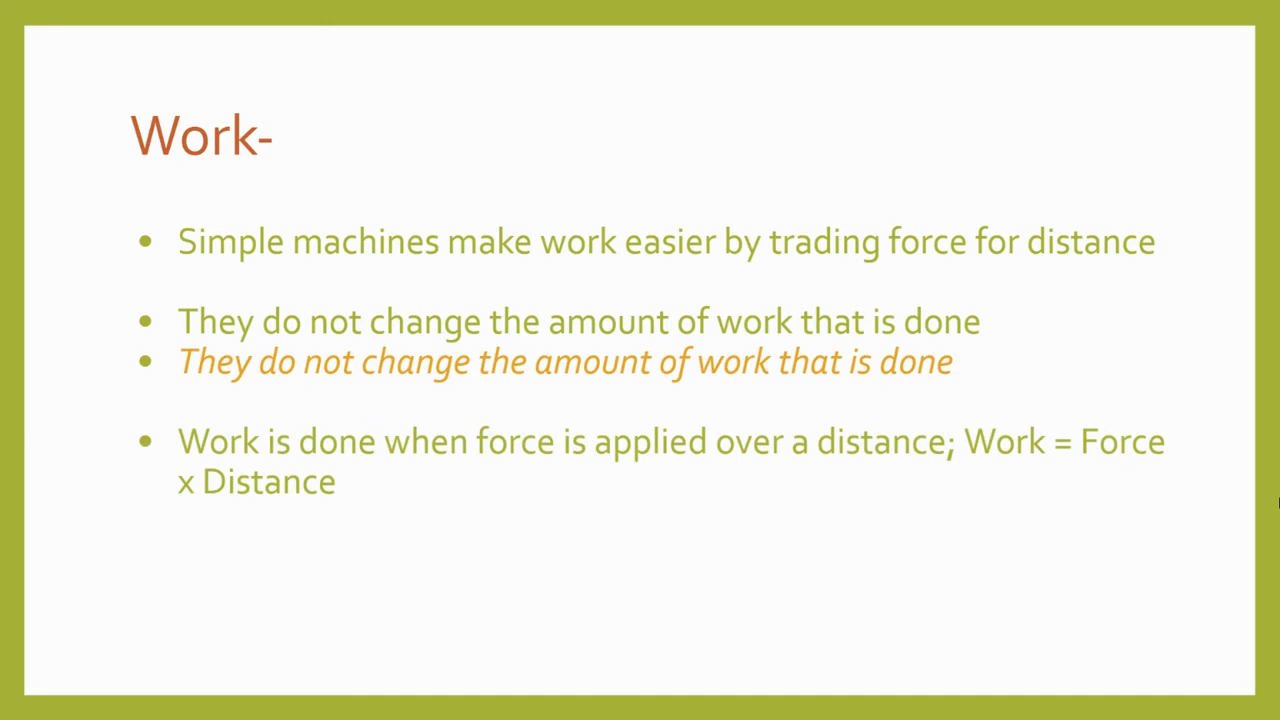 Work-
• Simple machines make work easier by trading force for distance
• They do not change the amount of work that is done
• They do not change the amount of work that is done
• Work is done when force is applied over a distance; Work = Force
x Distance